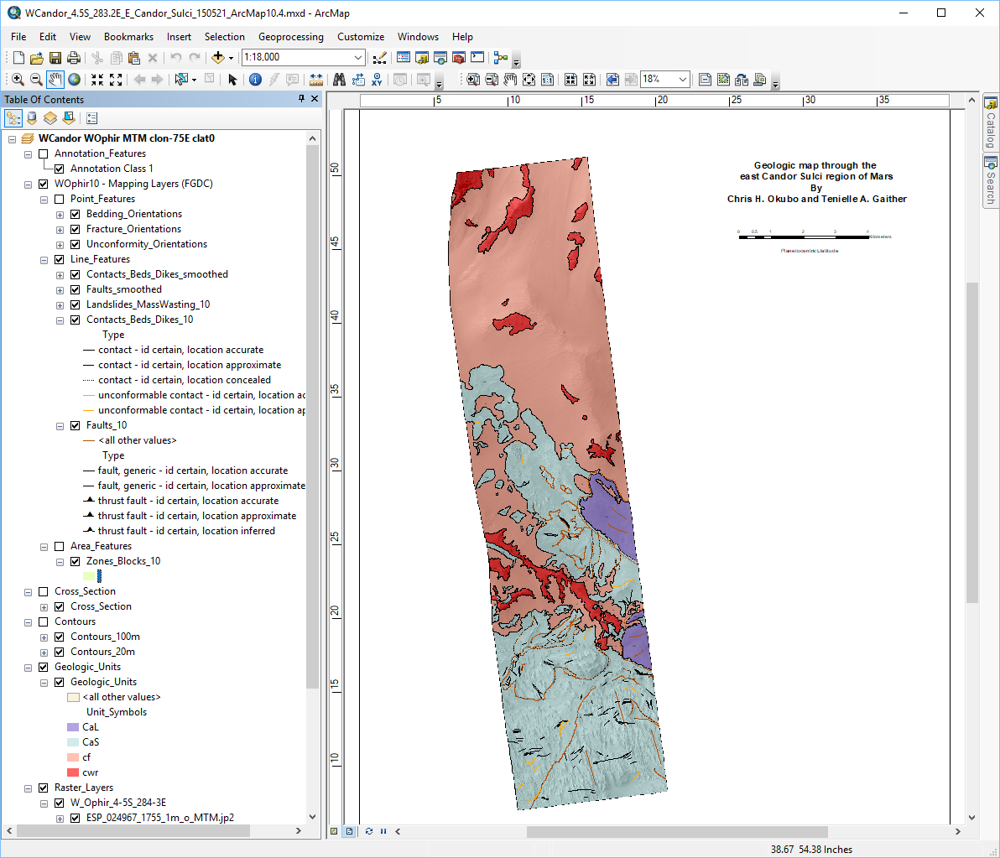 WCandor_4.5S_283.2E_E_Candor_Sulci_150521_ArcMap10.4.mxd - ArcMap
File Edit View Bookmarks Insert Selection Geoprocessing Customize Windows Help
1:18,000
18%
Table Of Contents
WCandor WOphir MTM clon-75E clat0
Annotation_Features
Annotation Class 1
WOphir10 - Mapping Layers (FGDC)
Point_Features
Bedding_Orientations
Fracture_Orientations
Unconformity_Orientations
Line_Features
Contacts_Beds_Dikes_smoothed
Faults_smoothed
Landslides_MassWasting_10
Contacts_Beds_Dikes_10
Type
contact - id certain, location accurate
contact - id certain, location approximate
contact - id certain, location concealed
unconformable contact - id certain, location ac
unconformable contact - id certain, location ap
Faults_10
<all other values>
Type
fault, generic - id certain, location accurate
fault, generic - id certain, location approximate
thrust fault - id certain, location accurate
thrust fault - id certain, location approximate
thrust fault - id certain, location inferred
Area_Features
Zones_Blocks_10
Cross_Section
Cross_Section
Contours
Contours_100m
Contours_20m
Geologic_Units
Geologic_Units
<all other values>
Unit_Symbols
CaL
CaS
cf
cwr
Raster_Layers
W_Ophir_4-5S_284-3E
ESP_024967_1755_1m_o_MTM.jp2
5 10 15 20 25 30 35
50
45
40
35
30
25
20
15
10
Geologic map through the
east Candor Sulci region of Mars
By
Chris H. Okubo and Tenielle A. Gaither
0 0.5 1 2 3 4
Kilometers
Planetocentric Latitude
Catalog
Search
38.67 54.38 Inches